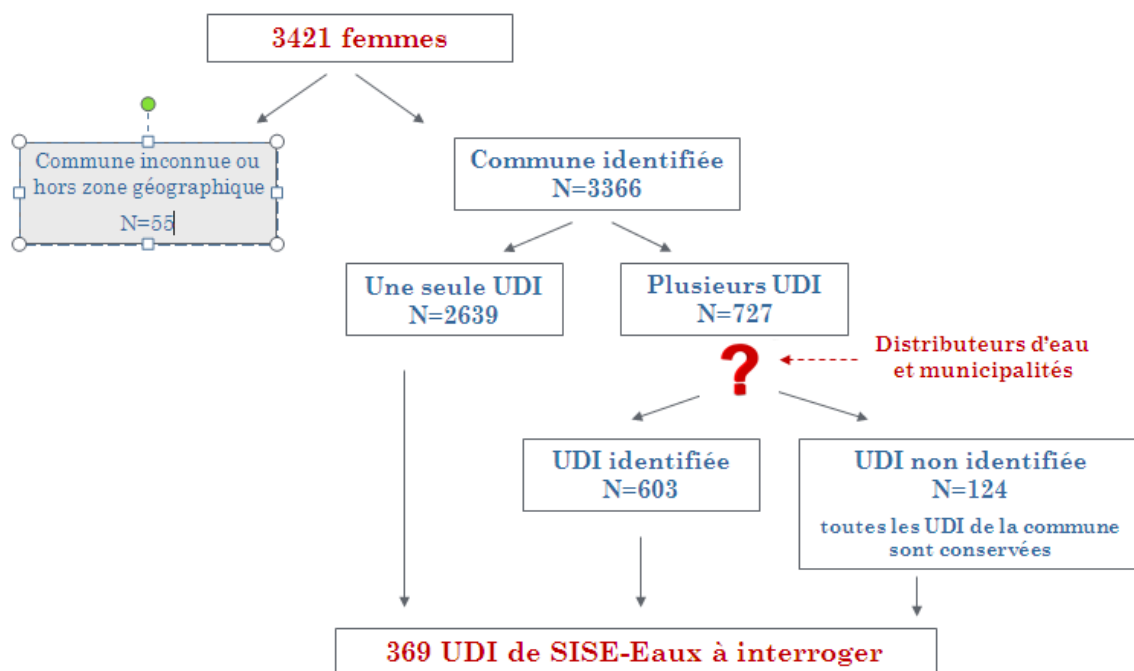 3421 femmes
Commune inconnue ou
hors zone géographique
N=55
Commune identifiée
N=3366
Une seule UDI
N=2639
Plusieurs UDI
N=727
?
Distributeurs d'eau
et municipalités
UDI identifiée
N=603
UDI non identifiée
N=124
toutes les UDI de la commune
sont conservées
369 UDI de SISE-Eaux à interroger